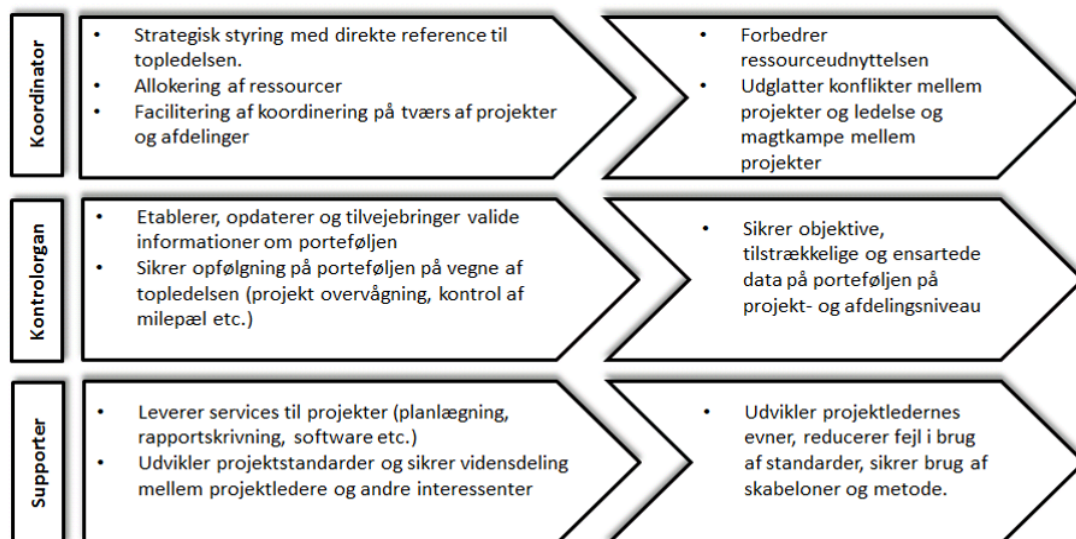 Koordinator
• Strategisk styring med direkte reference til
topledelsen.
• Allokering af ressourcer
• Facilitering af koordinering på tværs af projekter
og afdelinger
• Forbedrer
ressourceudnyttelsen
• Udglatter konflikter mellem
projekter og ledelse og
magtkampe mellem
projekter
Kontrolorgan
• Etablerer, opdaterer og tilvejebringer valide
informationer om porteføljen
• Sikrer opfølgning på porteføljen på vegne af
topledelsen (projekt overvågning, kontrol af
milepæl etc.)
• Sikrer objektive,
tilstrækkelige og ensartede
data på porteføljen på
projekt- og afdelingsniveau
Supporter
• Leverer services til projekter (planlægning,
rapportskrivning, software etc.)
• Udvikler projektstandarder og sikrer vidensdeling
mellem projektledere og andre interessenter
• Udvikler projektledernes
evner, reducerer fejl i brug
af standarder, sikrer brug af
skabeloner og metode.